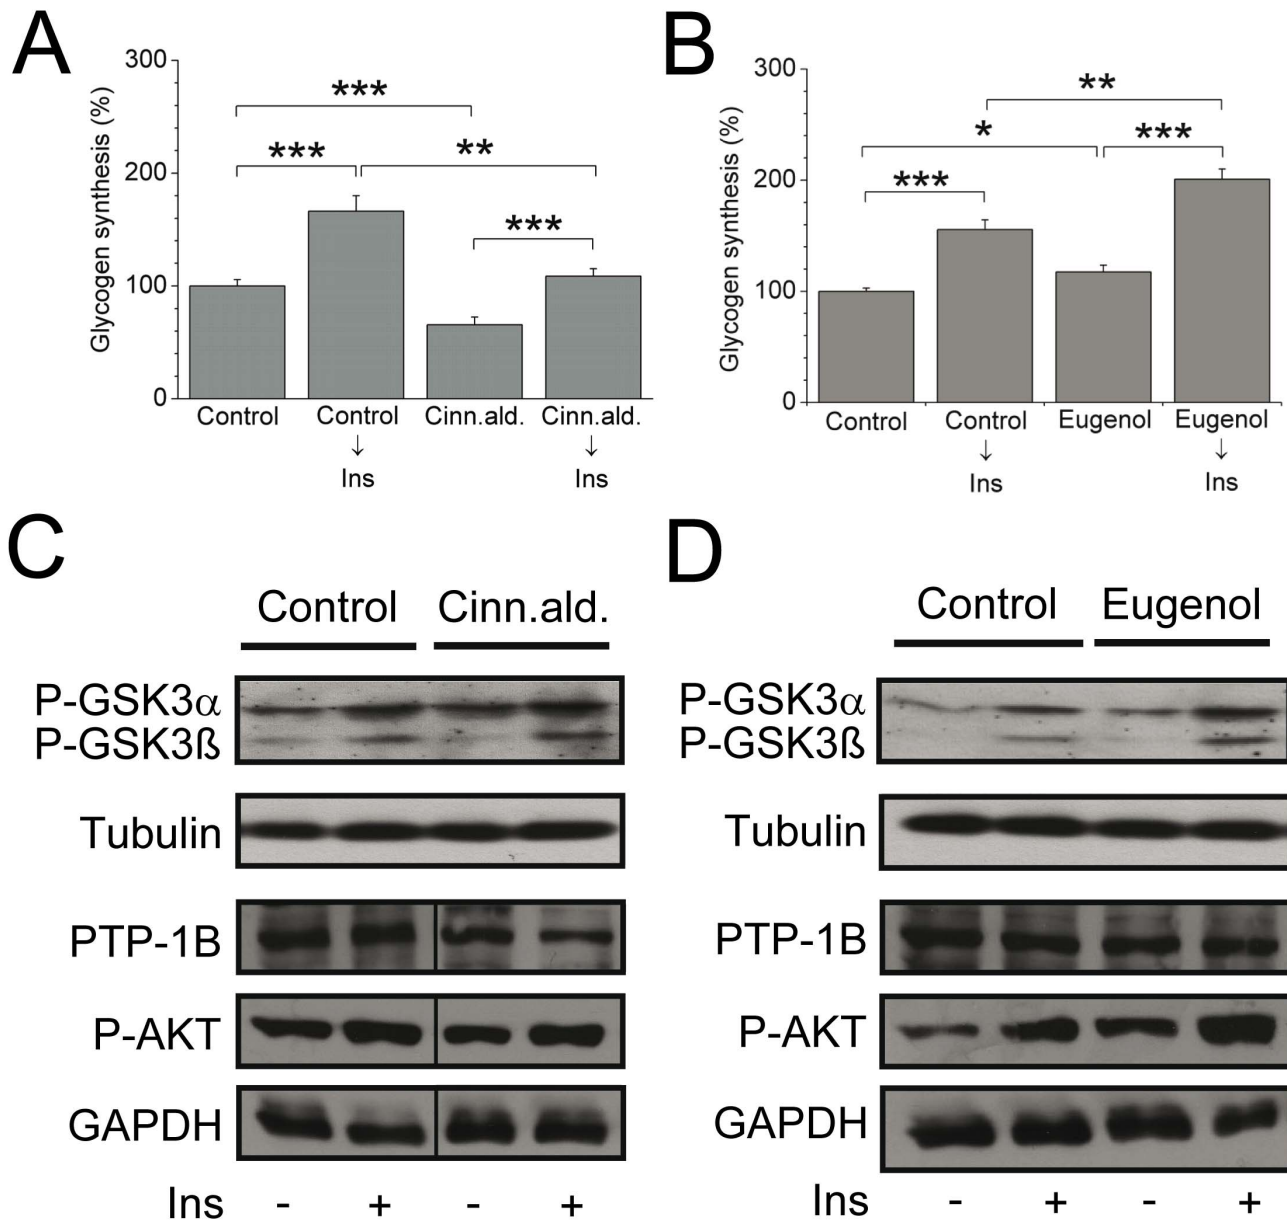 A
Glycogen synthesis (%)
300
200
100
0
***
***
**
***
Control
Control
Cinn.ald.
Cinn.ald.
↓
↓
Ins
Ins
B
Glycogen synthesis (%)
300
200
100
0
**
*
***
***
Control
Control
Eugenol
Eugenol
↓
↓
Ins
Ins
C
Control
Cinn.ald.
P-GSK3α
P-GSK3ß
Tubulin
PTP-1B
P-AKT
GAPDH
Ins - + - +
D
Control
Eugenol
P-GSK3α
P-GSK3ß
Tubulin
PTP-1B
P-AKT
GAPDH
Ins - + - +